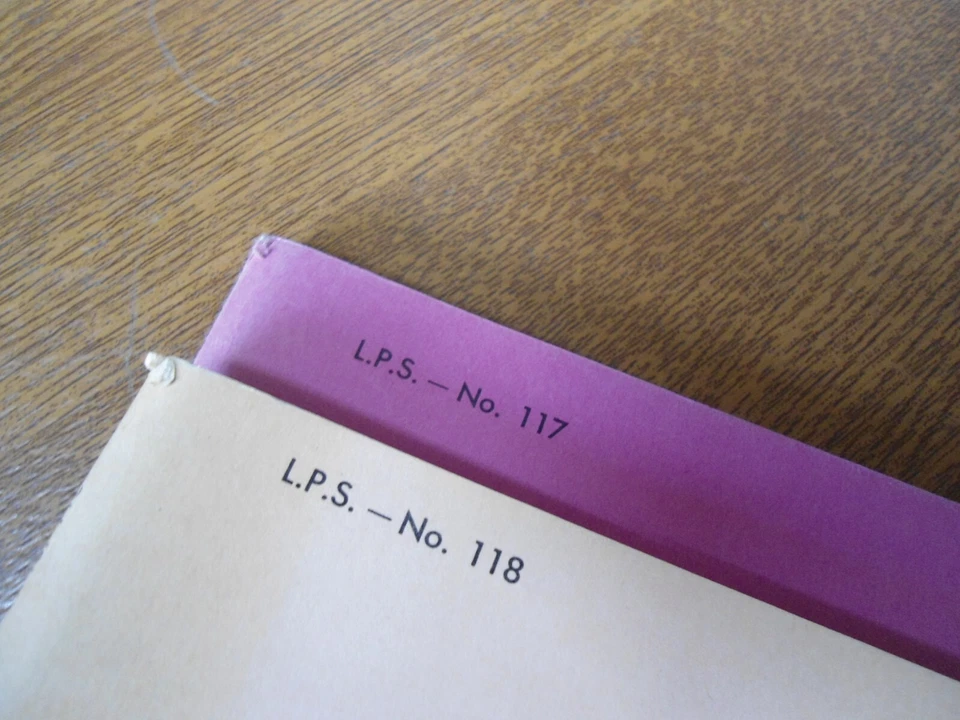 L.P.S. — No. 117
L.P.S. — No. 118